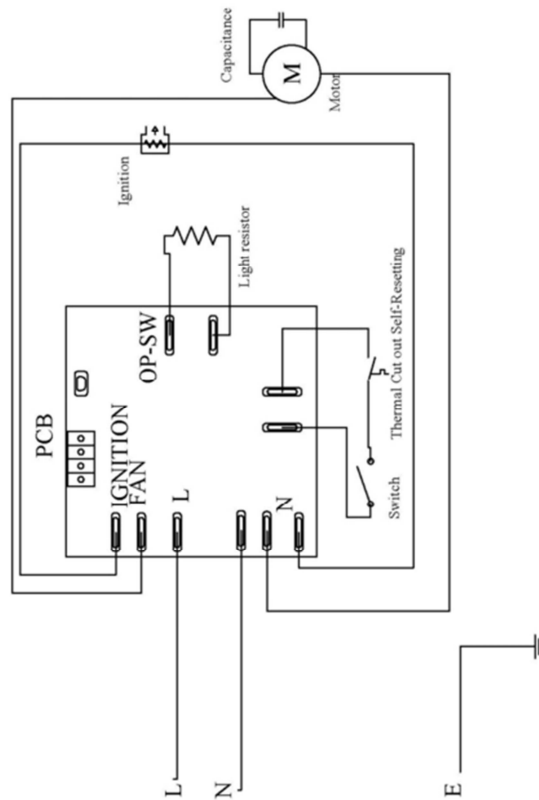 Capacitance
M
Motor
Ignition
Light resistor
PCB
OP-SW
IGNITION
FAN
L
N
Thermal Cut out Self-Resetting
Switch
L
N
E